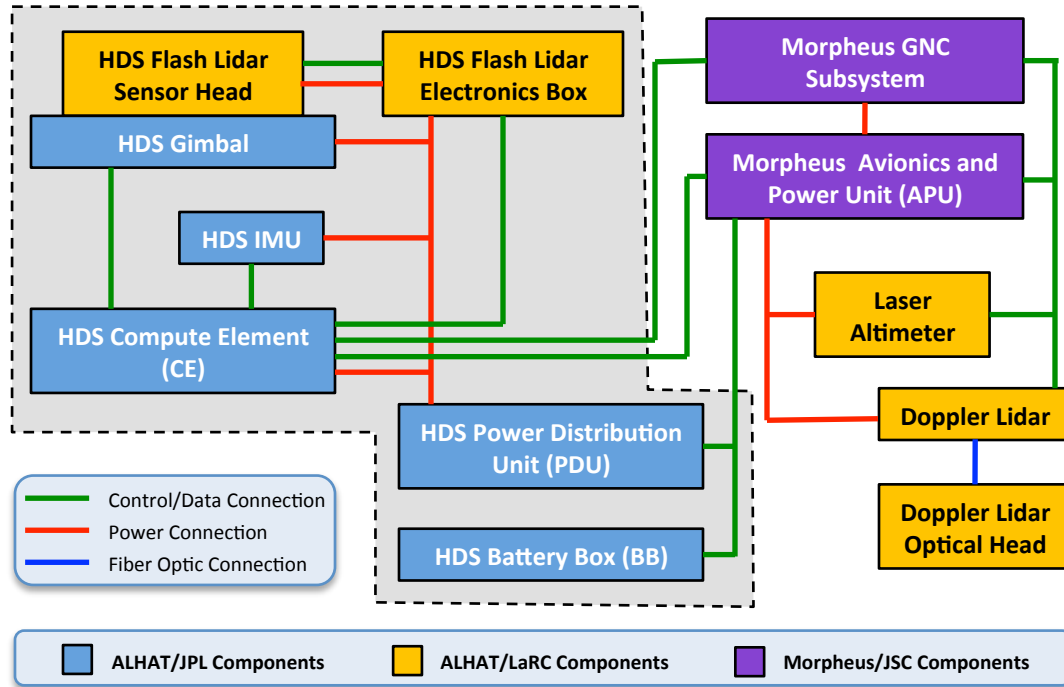 HDS Flash Lidar
Sensor Head
HDS Flash Lidar
Electronics Box
Morpheus GNC
Subsystem
HDS Gimbal
Morpheus Avionics and
Power Unit (APU)
HDS IMU
Laser
Altimeter
HDS Compute Element
(CE)
Doppler Lidar
HDS Power Distribution
Unit (PDU)
Doppler Lidar
Optical Head
HDS Battery Box (BB)
Control/Data Connection
Power Connection
Fiber Optic Connection
ALHAT/JPL Components
ALHAT/LaRC Components
Morpheus/JSC Components